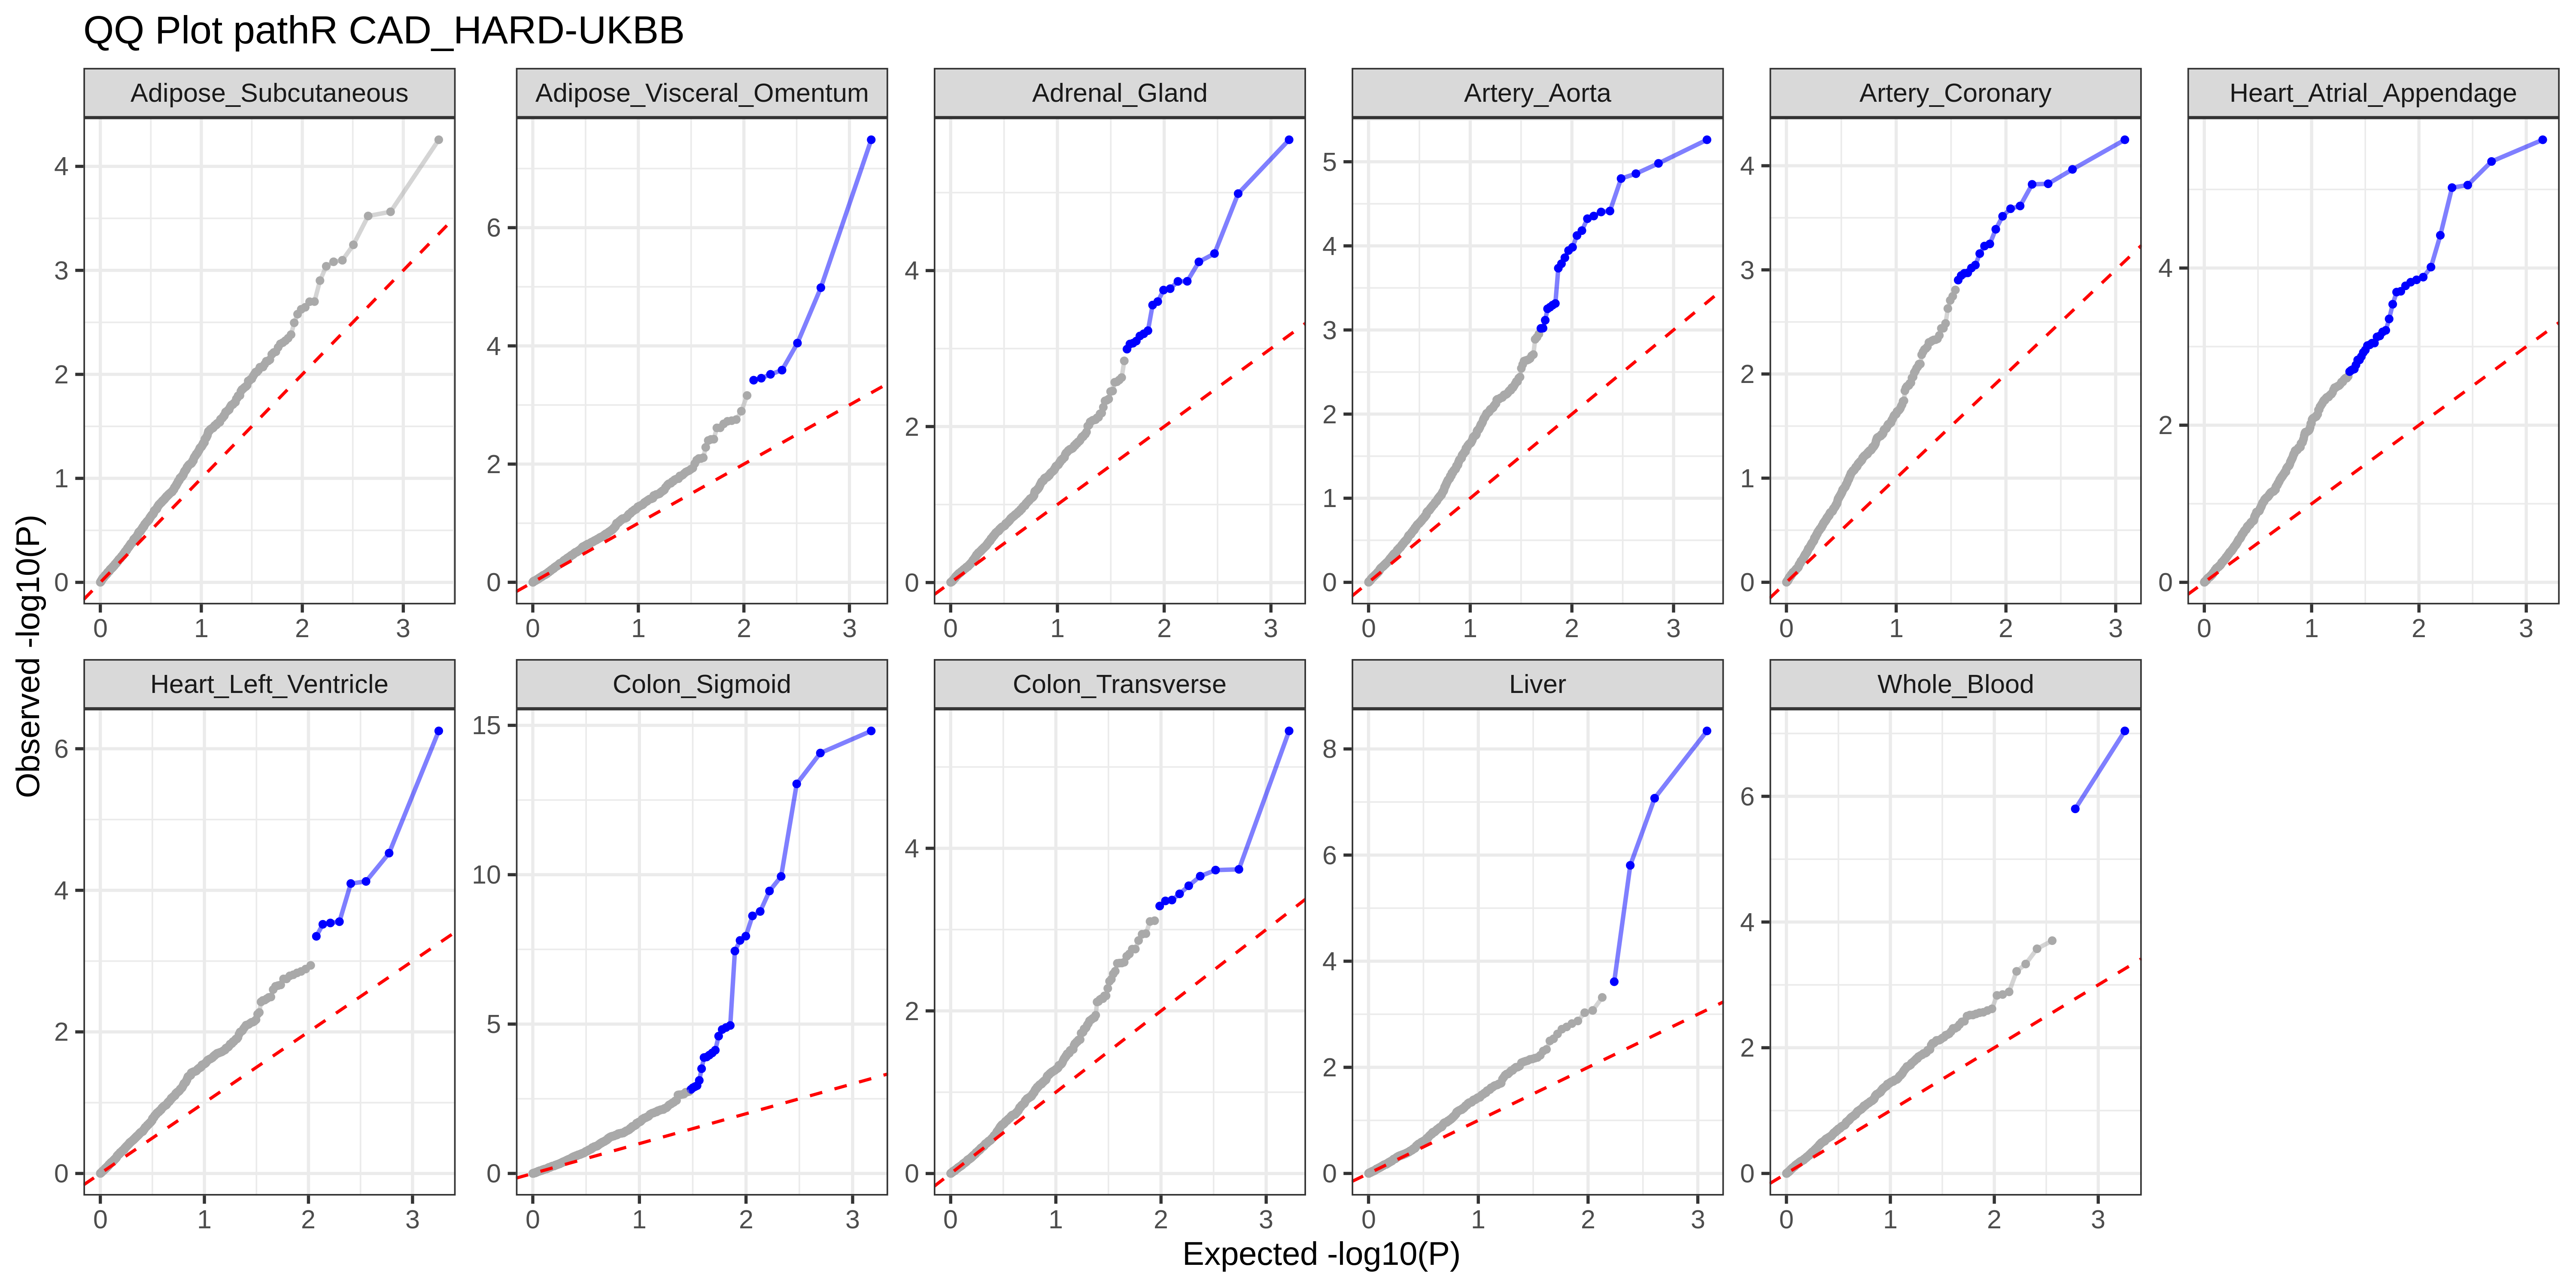 QQ Plot pathR CAD_HARD-UKBB
Adipose_Subcutaneous
Adipose_Visceral_Omentum
Adrenal_Gland
Artery_Aorta
Artery_Coronary
Heart_Atrial_Appendage
4
3
2
1
0
6
4
2
0
4
2
0
5
4
3
2
1
0
4
3
2
1
0
4
2
0
0 1 2 3
0 1 2 3
0 1 2 3
0 1 2 3
0 1 2 3
0 1 2 3
Observed -log10(P)
Heart_Left_Ventricle
Colon_Sigmoid
Colon_Transverse
Liver
Whole_Blood
6
4
2
0
15
10
5
0
4
2
0
8
6
4
2
0
6
4
2
0
0 1 2 3
0 1 2 3
0 1 2 3
0 1 2 3
0 1 2 3
Expected -log10(P)